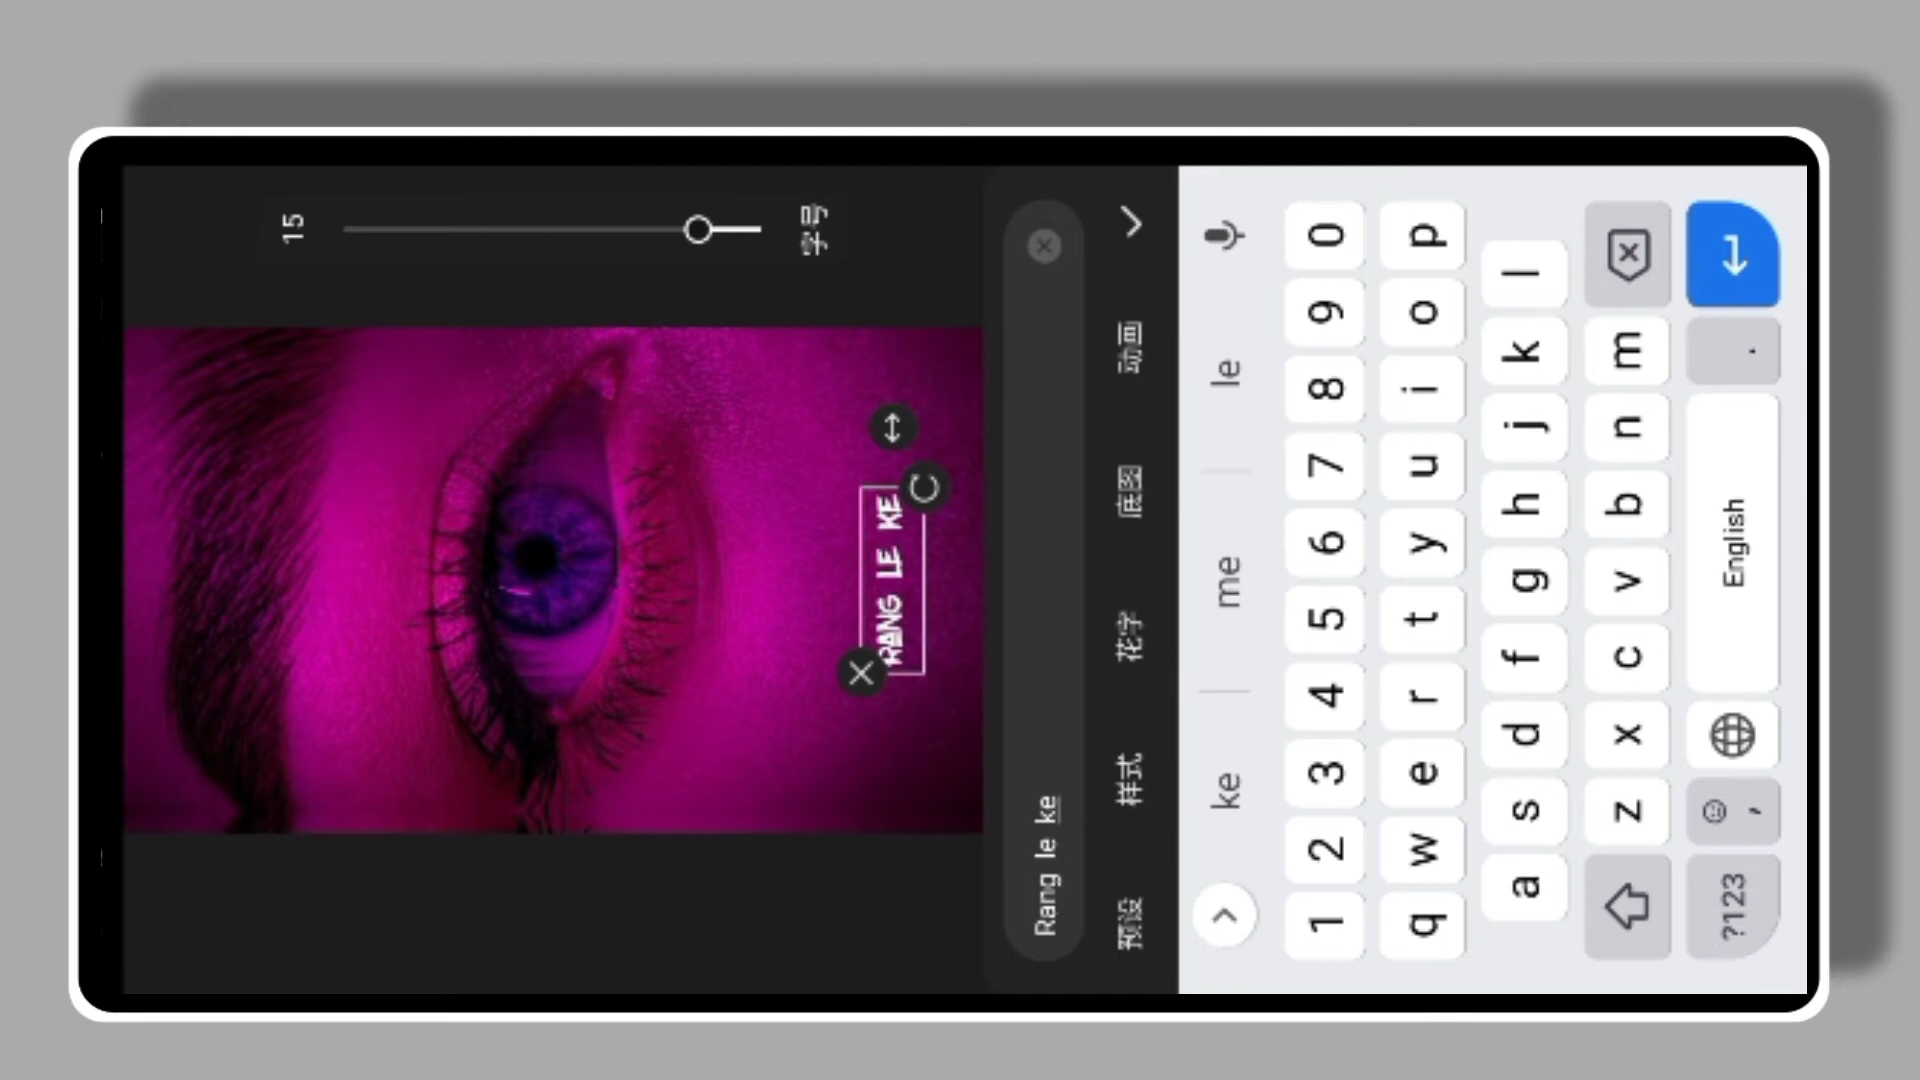 15
字号
RANG LE KE
Rang le ke
预设 样式 花字 底图 动画
ke me le
1 2 3 4 5 6 7 8 9 0
q w e r t y u i o p
a s d f g h j k l
z x c v b n m
?123 , English .